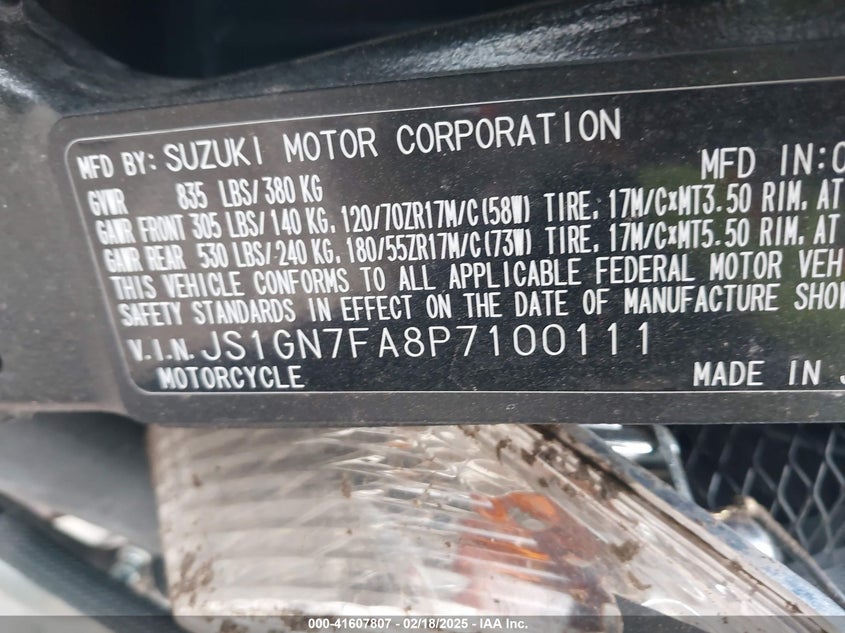 MFD BY: SUZUKI MOTOR CORPORATION
MFD IN:
GVWR 835 LBS/ 380 KG
GAWR FRONT 305 LBS/ 140 KG, 120/70ZR17M/C(58W) TIRE, 17M/C×MT3.50 RIM, AT
GAWR REAR 530 LBS/ 240 KG, 180/55ZR17M/C(73W) TIRE, 17M/C×MT5.50 RIM, AT
THIS VEHICLE CONFORMS TO ALL APPLICABLE FEDERAL MOTOR VEH
SAFETY STANDARDS IN EFFECT ON THE DATE OF MANUFACTURE SHO
V.I.N. JS1GN7FA8P7100111
MOTORCYCLE
MADE IN
000-41607807 - 02/18/2025 - IAA Inc.